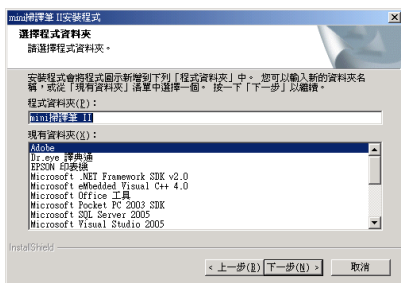 mini掃譯筆 II安裝程式
選擇程式資料夾
請選擇程式資料夾。
安裝程式會將程式圖示新增到下列「程式資料夾」中。 您可以輸入新的資料夾名
稱，或從「現有資料夾」清單中選擇一個。 按一下「下一步」以繼續。
程式資料夾(P)：
mini掃譯筆 II
現有資料夾(X)：
Adobe
Dr.eye 譯典通
EPSON 印表機
Microsoft .NET Framework SDK v2.0
Microsoft eMbedded Visual C++ 4.0
Microsoft Office 工具
Microsoft Pocket PC 2003 SDK
Microsoft SQL Server 2005
Microsoft Visual Studio 2005
InstallShield
< 上一步(B) 下一步(N) > 取消